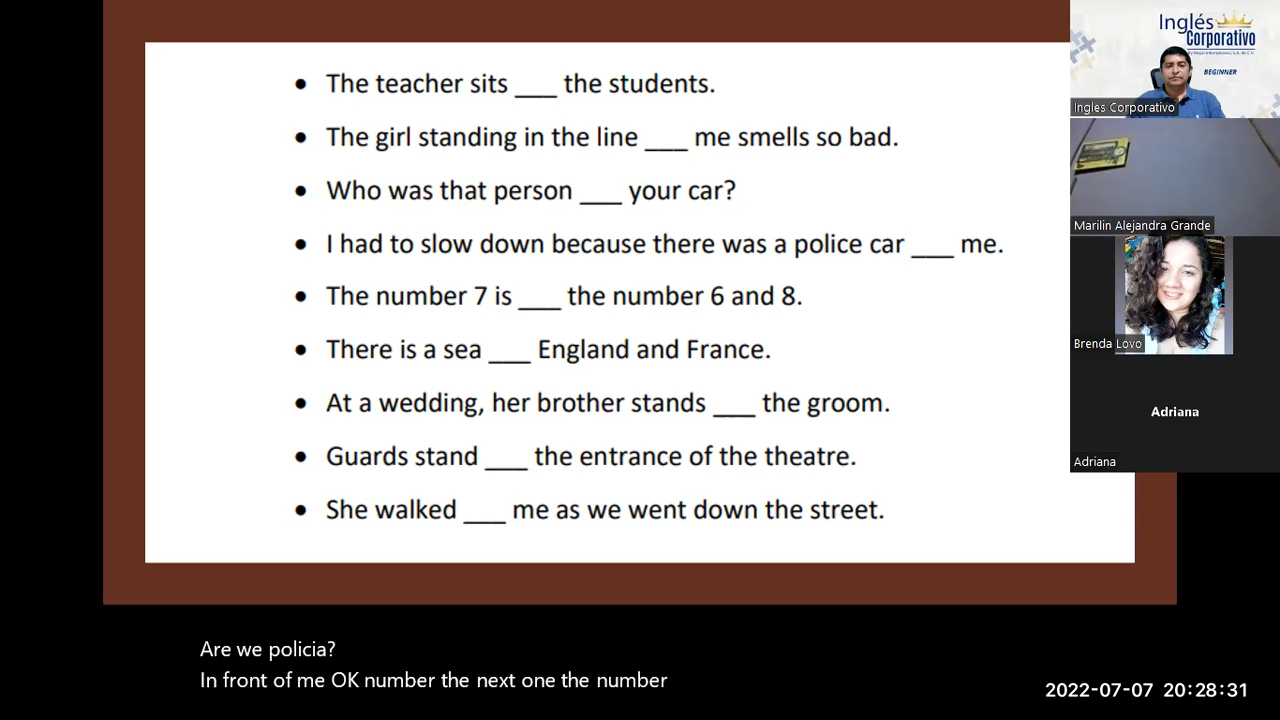 • The teacher sits ___ the students.
• The girl standing in the line ___ me smells so bad.
• Who was that person ___ your car?
• I had to slow down because there was a police car ___ me.
• The number 7 is ___ the number 6 and 8.
• There is a sea ___ England and France.
• At a wedding, her brother stands ___ the groom.
• Guards stand ___ the entrance of the theatre.
• She walked ___ me as we went down the street.
Inglés
Corporativo
BEGINNER
Ingles Corporativo
Marilin Alejandra Grande
Brenda Lovo
Adriana
Adriana
Are we policia?
In front of me OK number the next one the number
2022-07-07 20:28:31